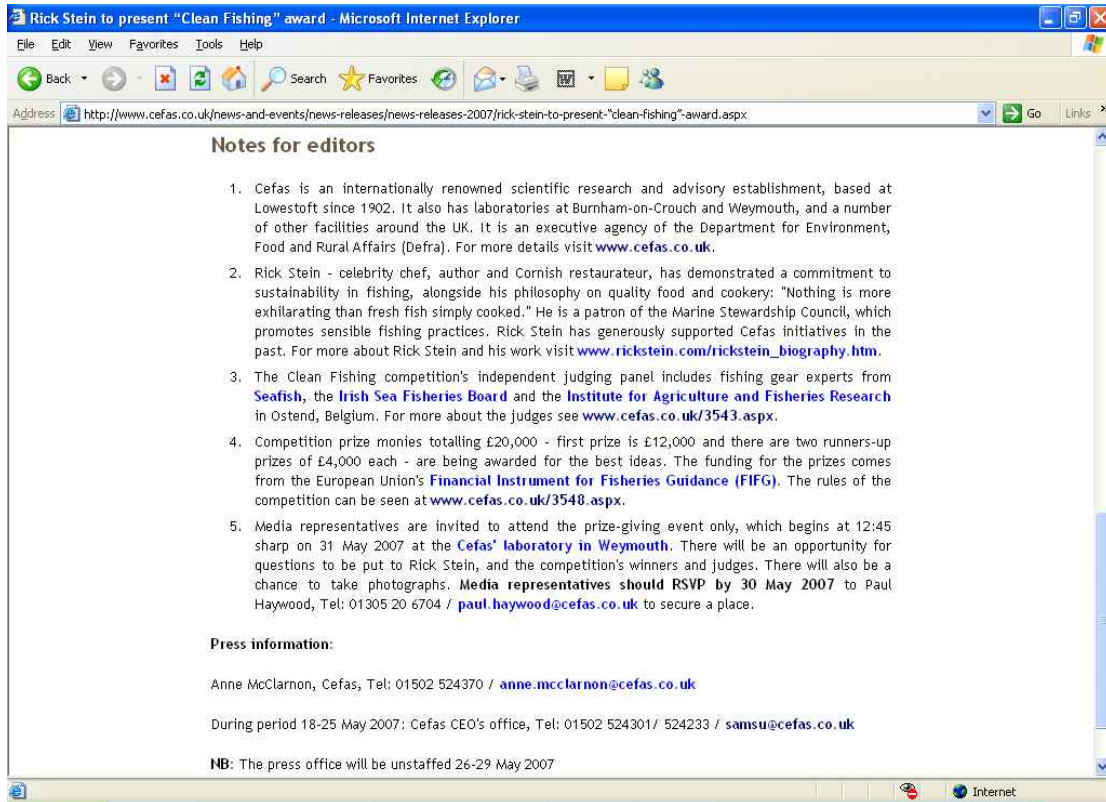 Rick Stein to present “Clean Fishing” award - Microsoft Internet Explorer
File Edit View Favorites Tools Help
Back Search Favorites
Address http://www.cefas.co.uk/news-and-events/news-releases/news-releases-2007/rick-stein-to-present-“clean-fishing”-award.aspx Go Links
Notes for editors
1. Cefas is an internationally renowned scientific research and advisory establishment, based at
Lowestoft since 1902. It also has laboratories at Burnham-on-Crouch and Weymouth, and a number
of other facilities around the UK. It is an executive agency of the Department for Environment,
Food and Rural Affairs (Defra). For more details visit www.cefas.co.uk.
2. Rick Stein - celebrity chef, author and Cornish restaurateur, has demonstrated a commitment to
sustainability in fishing, alongside his philosophy on quality food and cookery: "Nothing is more
exhilarating than fresh fish simply cooked." He is a patron of the Marine Stewardship Council, which
promotes sensible fishing practices. Rick Stein has generously supported Cefas initiatives in the
past. For more about Rick Stein and his work visit www.rickstein.com/rickstein_biography.htm.
3. The Clean Fishing competition's independent judging panel includes fishing gear experts from
Seafish, the Irish Sea Fisheries Board and the Institute for Agriculture and Fisheries Research
in Ostend, Belgium. For more about the judges see www.cefas.co.uk/3543.aspx.
4. Competition prize monies totalling £20,000 - first prize is £12,000 and there are two runners-up
prizes of £4,000 each - are being awarded for the best ideas. The funding for the prizes comes
from the European Union's Financial Instrument for Fisheries Guidance (FIFG). The rules of the
competition can be seen at www.cefas.co.uk/3548.aspx.
5. Media representatives are invited to attend the prize-giving event only, which begins at 12:45
sharp on 31 May 2007 at the Cefas' laboratory in Weymouth. There will be an opportunity for
questions to be put to Rick Stein, and the competition's winners and judges. There will also be a
chance to take photographs. Media representatives should RSVP by 30 May 2007 to Paul
Haywood, Tel: 01305 20 6704 / paul.haywood@cefas.co.uk to secure a place.
Press information:
Anne McClarnon, Cefas, Tel: 01502 524370 / anne.mcclarnon@cefas.co.uk
During period 18-25 May 2007: Cefas CEO's office, Tel: 01502 524301/ 524233 / samsu@cefas.co.uk
NB: The press office will be unstaffed 26-29 May 2007
Internet